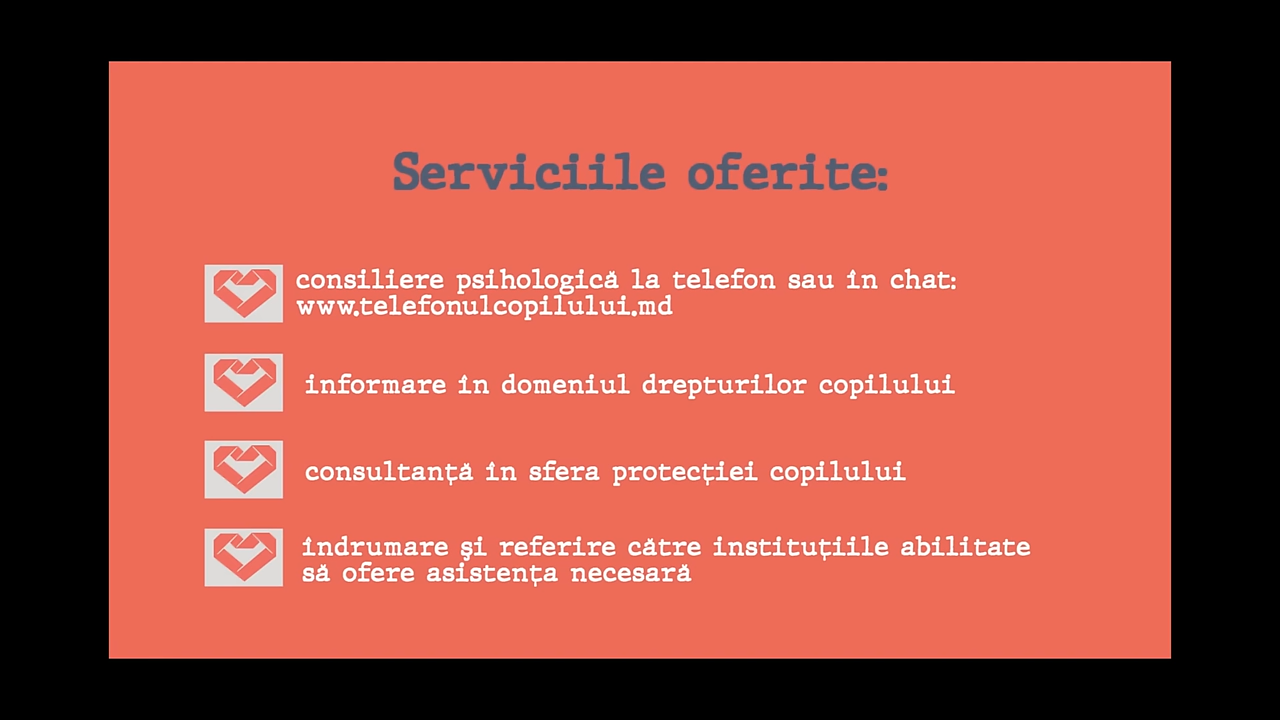 Serviciile oferite:
consiliere psihologică la telefon sau în chat:
www.telefonulcopilului.md
informare în domeniul drepturilor copilului
consultanță în sfera protecției copilului
îndrumare și referire către instituțiile abilitate
să ofere asistența necesară